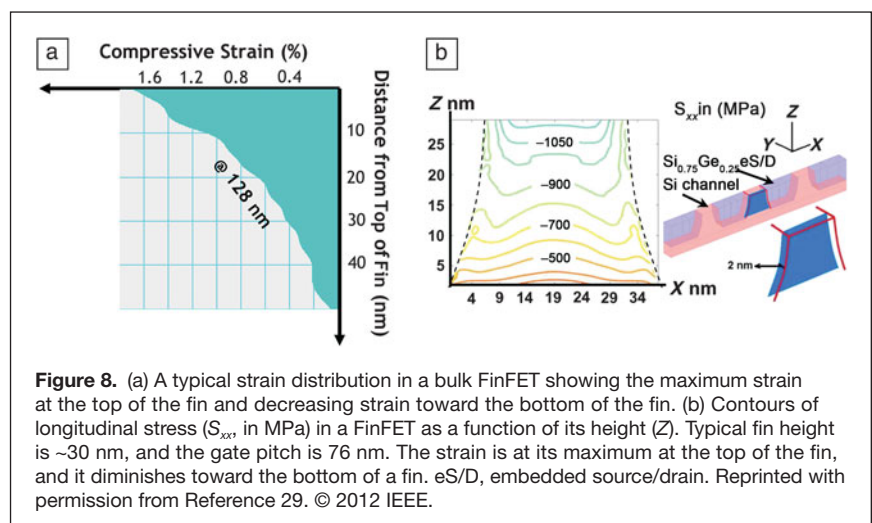 a
Compressive Strain (%)
1.6 1.2 0.8 0.4
Distance from Top of Fin (nm)
10
20
30
40
@ 128 nm
b
Z nm
25
20
15
10
5
–1050
–900
–700
–500
X nm
4 9 14 19 24 29 34
Sxx in (MPa)
Z
Y X
Si0.75Ge0.25eS/D
Si channel
2 nm
Figure 8. (a) A typical strain distribution in a bulk FinFET showing the maximum strain
at the top of the fin and decreasing strain toward the bottom of the fin. (b) Contours of
longitudinal stress (Sxx, in MPa) in a FinFET as a function of its height (Z). Typical fin height
is ~30 nm, and the gate pitch is 76 nm. The strain is at its maximum at the top of the fin,
and it diminishes toward the bottom of a fin. eS/D, embedded source/drain. Reprinted with
permission from Reference 29. © 2012 IEEE.